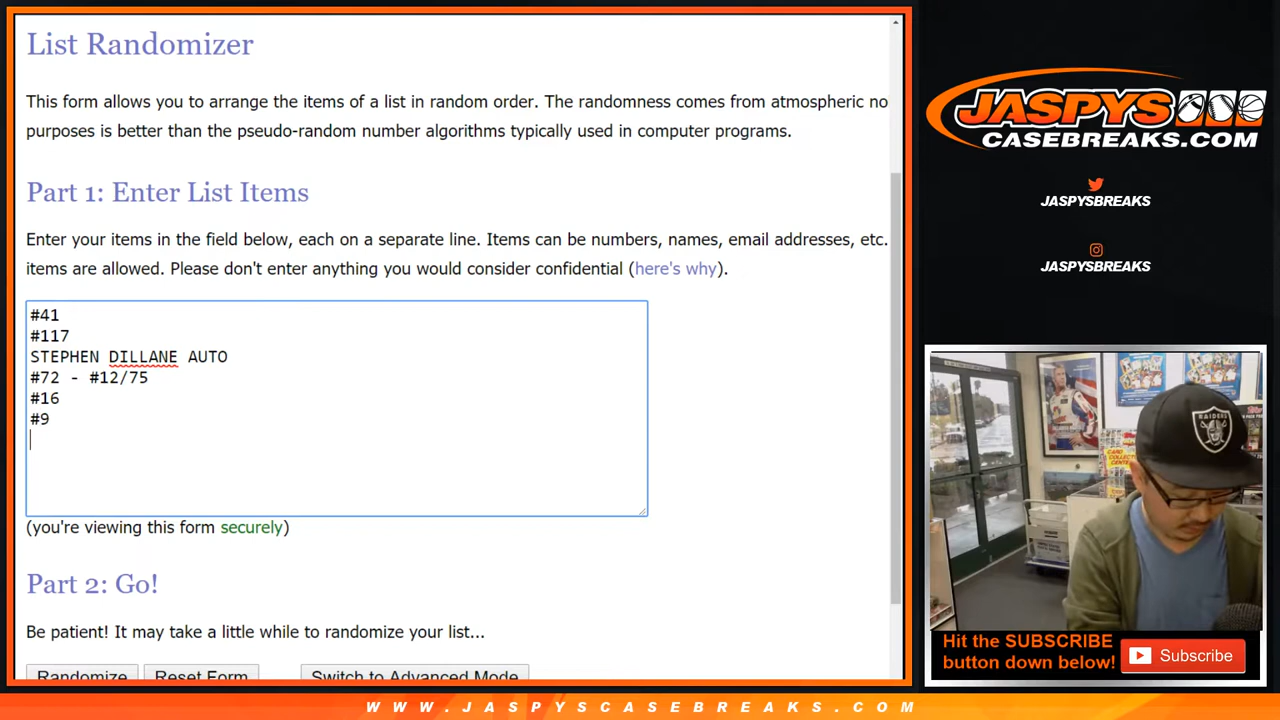 List Randomizer
This form allows you to arrange the items of a list in random order. The randomness comes from atmospheric no
purposes is better than the pseudo-random number algorithms typically used in computer programs.
Part 1: Enter List Items
Enter your items in the field below, each on a separate line. Items can be numbers, names, email addresses, etc.
items are allowed. Please don't enter anything you would consider confidential (here's why).
#41
#117
STEPHEN DILLANE AUTO
#72 - #12/75
#16
#9
(you're viewing this form securely)
Part 2: Go!
Be patient! It may take a little while to randomize your list...
Randomize Reset Form Switch to Advanced Mode
JASPYS
CASEBREAKS.COM
JASPYSBREAKS
JASPYSBREAKS
RAIDERS
Hit the SUBSCRIBE
button down below!
Subscribe
WWW.JASPYSCASEBREAKS.COM